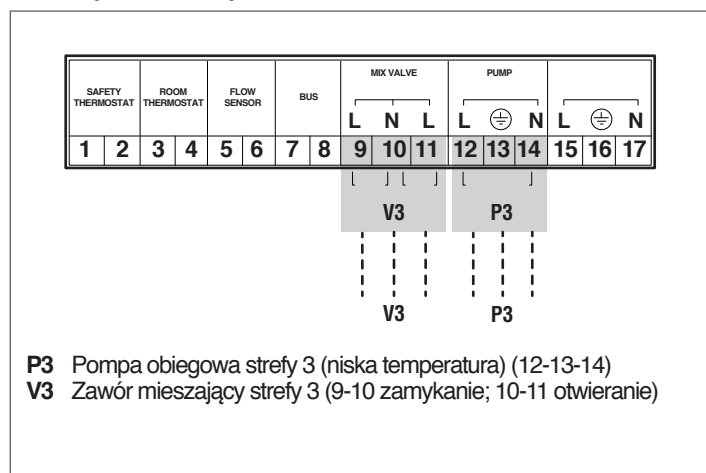 SAFETY THERMOSTAT ROOM THERMOSTAT FLOW SENSOR BUS MIX VALVE PUMP
L N L L N L N
1 2 3 4 5 6 7 8 9 10 11 12 13 14 15 16 17
V3 P3
V3 P3
P3 Pompa obiegowa strefy 3 (niska temperatura) (12-13-14)
V3 Zawór mieszający strefy 3 (9-10 zamykanie; 10-11 otwieranie)